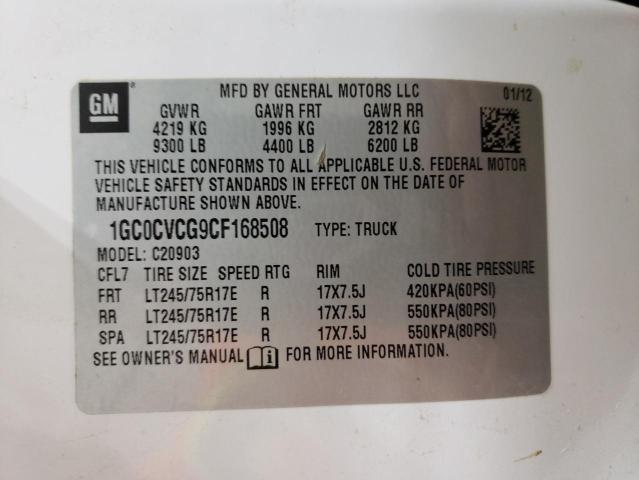 GM
MFD BY GENERAL MOTORS LLC 01/12
GVWR GAWR FRT GAWR RR
4219 KG 1996 KG 2812 KG
9300 LB 4400 LB 6200 LB
THIS VEHICLE CONFORMS TO ALL APPLICABLE U.S. FEDERAL MOTOR
VEHICLE SAFETY STANDARDS IN EFFECT ON THE DATE OF
MANUFACTURE SHOWN ABOVE.
1GC0CVCG9CF168508 TYPE: TRUCK
MODEL: C20903
CFL7 TIRE SIZE SPEED RTG RIM COLD TIRE PRESSURE
FRT LT245/75R17E R 17X7.5J 420KPA(60PSI)
RR LT245/75R17E R 17X7.5J 550KPA(80PSI)
SPA LT245/75R17E R 17X7.5J 550KPA(80PSI)
SEE OWNER'S MANUAL FOR MORE INFORMATION.